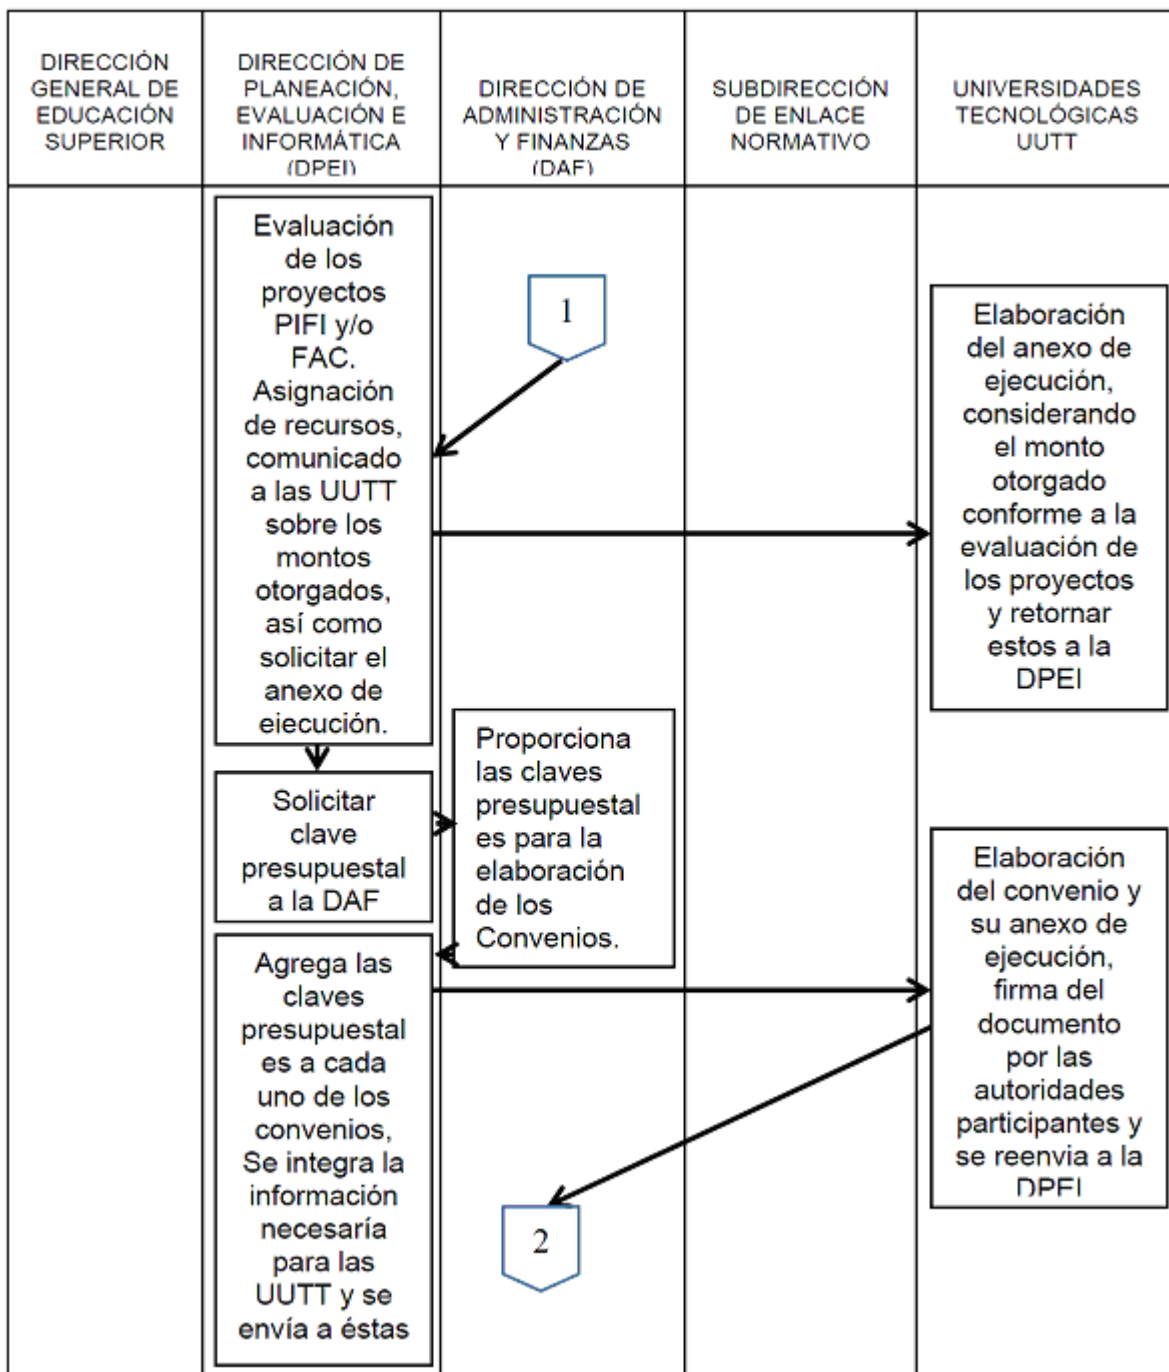 DIRECCIÓN
GENERAL DE
EDUCACIÓN
SUPERIOR
DIRECCIÓN DE
PLANEACIÓN,
EVALUACIÓN E
INFORMÁTICA
(DPEI)
DIRECCIÓN DE
ADMINISTRACIÓN
Y FINANZAS
(DAF)
SUBDIRECCIÓN
DE ENLACE
NORMATIVO
UNIVERSIDADES
TECNOLÓGICAS
UUTT
Evaluación
de los
proyectos
PIFI y/o
FAC.
Asignación
de recursos,
comunicado
a las UUTT
sobre los
montos
otorgados,
así como
solicitar el
anexo de
ejecución.
1
Elaboración
del anexo de
ejecución,
considerando
el monto
otorgado
conforme a la
evaluación de
los proyectos
y retornar
estos a la
DPEI
Solicitar
clave
presupuestal
a la DAF
Proporciona
las claves
presupuestal
es para la
elaboración
de los
Convenios.
Agrega las
claves
presupuestal
es a cada
uno de los
convenios,
Se integra la
información
necesaría
para las
UUTT y se
envía a éstas
Elaboración
del convenio y
su anexo de
ejecución,
firma del
documento
por las
autoridades
participantes y
se reenvia a la
DPEI
2